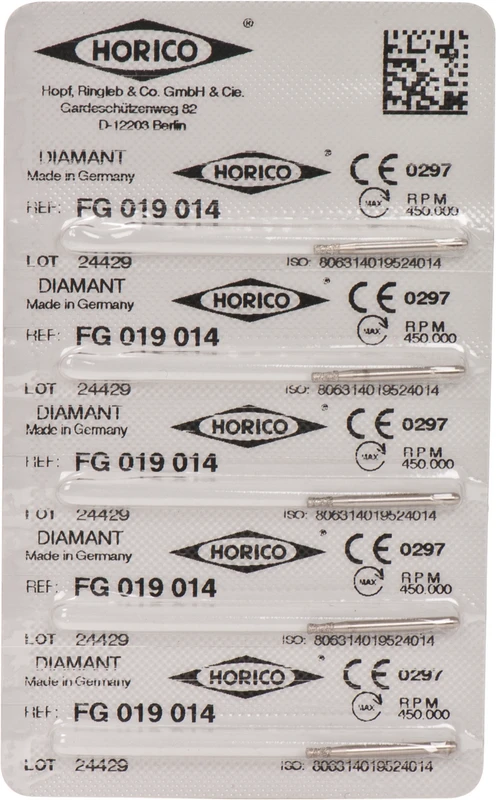 HORICO ®
Hopf, Ringleb & Co. GmbH & Cie.
Gardeschützenweg 82
D-12203 Berlin
DIAMANT HORICO ® CE 0297
Made in Germany
REF: FG 019 014 MAX RPM 450.000
LOT 24429 ISO: 806314019524014
DIAMANT HORICO ® CE 0297
Made in Germany
REF: FG 019 014 MAX RPM 450.000
LOT 24429 ISO: 806314019524014
DIAMANT HORICO ® CE 0297
Made in Germany
REF: FG 019 014 MAX RPM 450.000
LOT 24429 ISO: 806314019524014
DIAMANT HORICO ® CE 0297
Made in Germany
REF: FG 019 014 MAX RPM 450.000
LOT 24429 ISO: 806314019524014
DIAMANT HORICO ® CE 0297
Made in Germany
REF: FG 019 014 MAX RPM 450.000
LOT 24429 ISO: 806314019524014